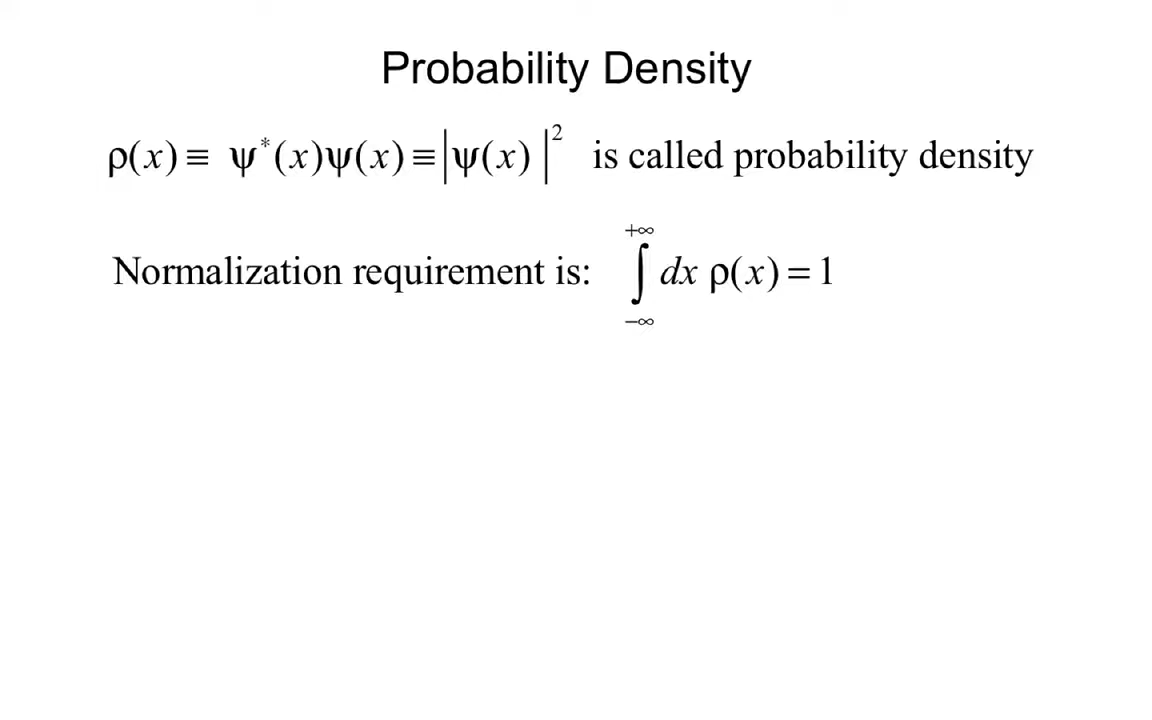 Probability Density
ρ(x) ≡ ψ*(x)ψ(x) ≡ |ψ(x)|² is called probability density
Normalization requirement is: ∫₋∞⁺∞ dx ρ(x) = 1